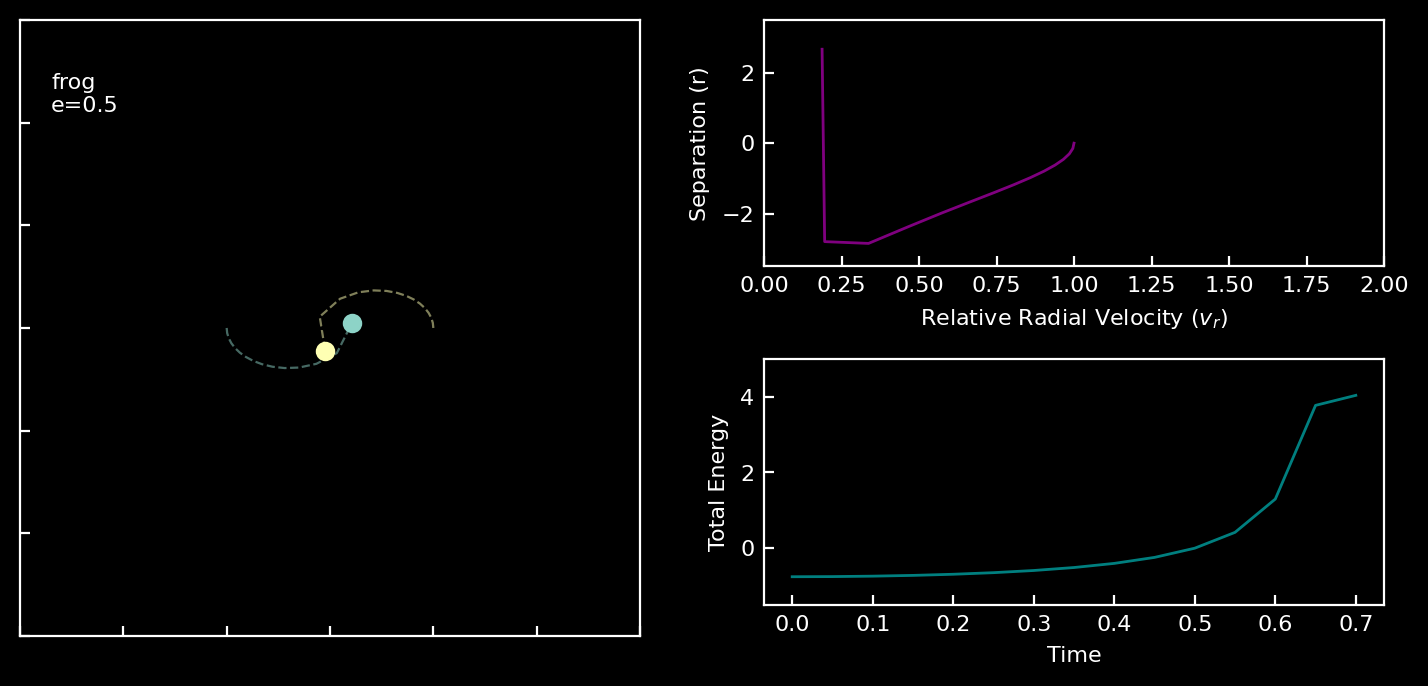 frog
e=0.5
Separation (r)
2
0
−2
0.00 0.25 0.50 0.75 1.00 1.25 1.50 1.75 2.00
Relative Radial Velocity (vᵣ)
Total Energy
4
2
0
0.0 0.1 0.2 0.3 0.4 0.5 0.6 0.7
Time